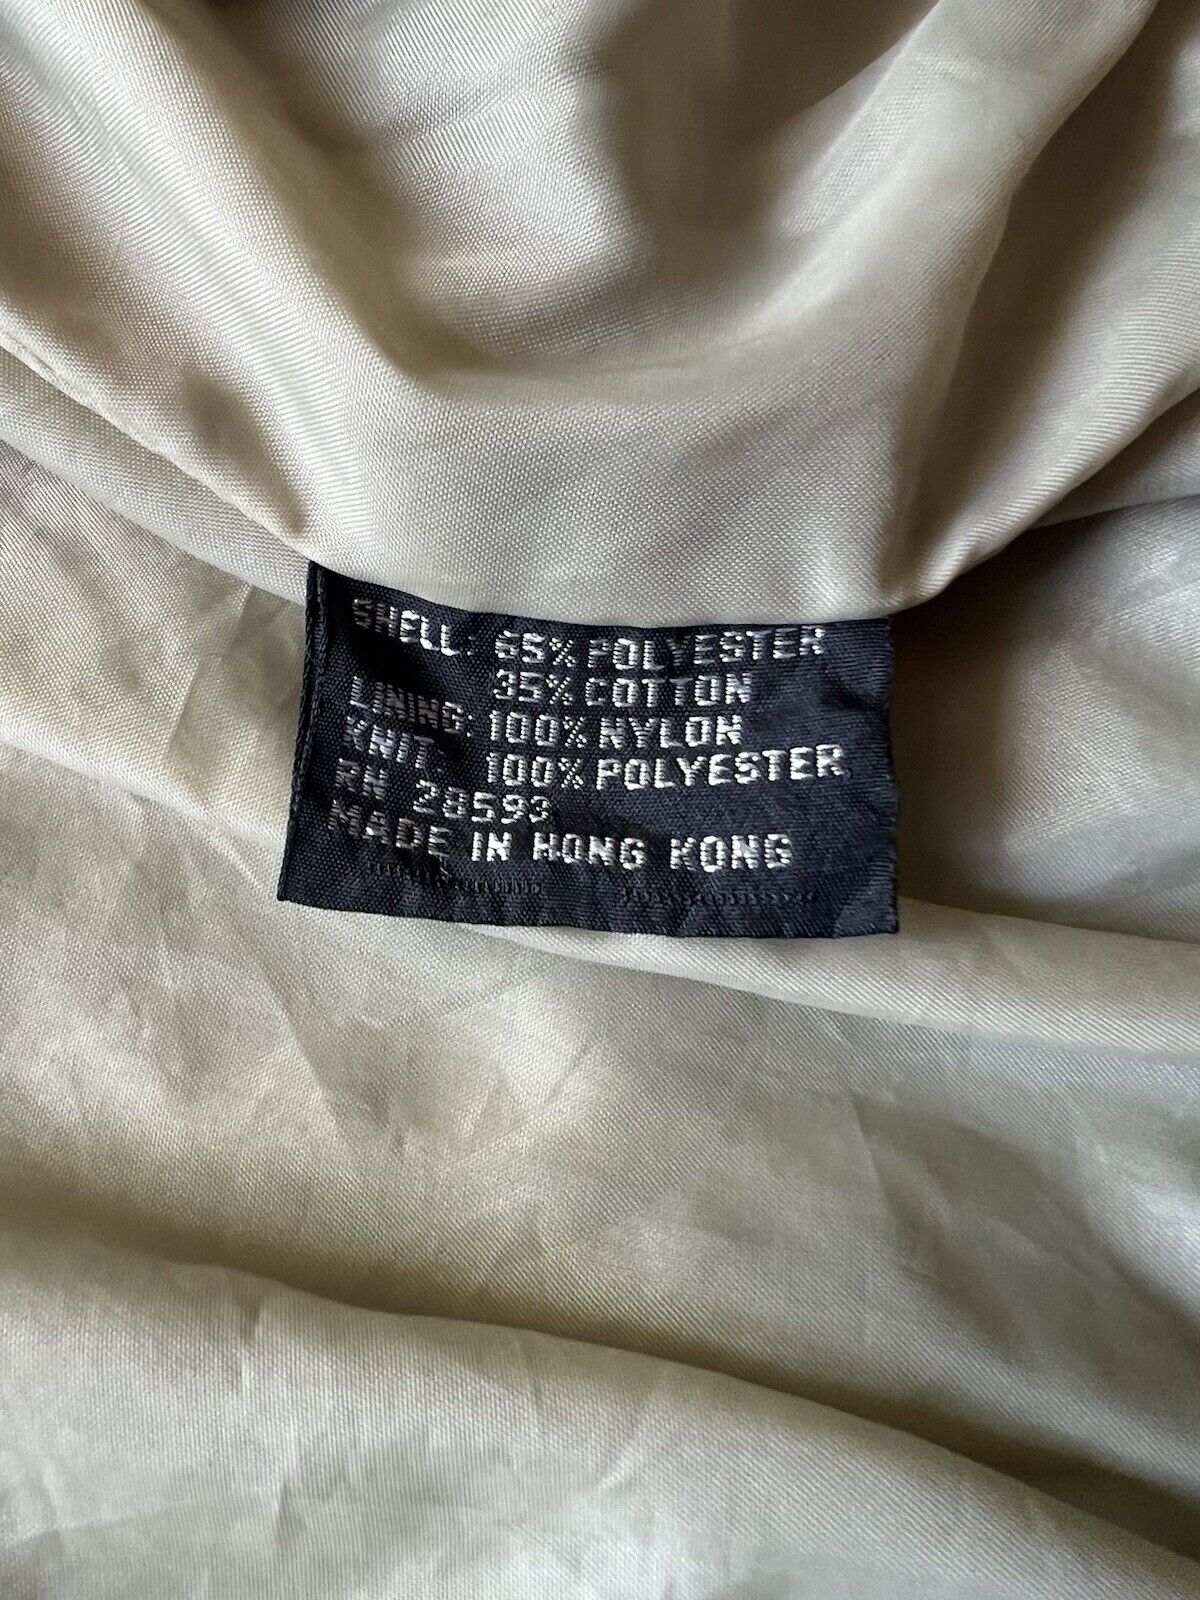 SHELL: 65% POLYESTER
35% COTTON
LINING: 100% NYLON
KNIT: 100% POLYESTER
RN 28593
MADE IN HONG KONG